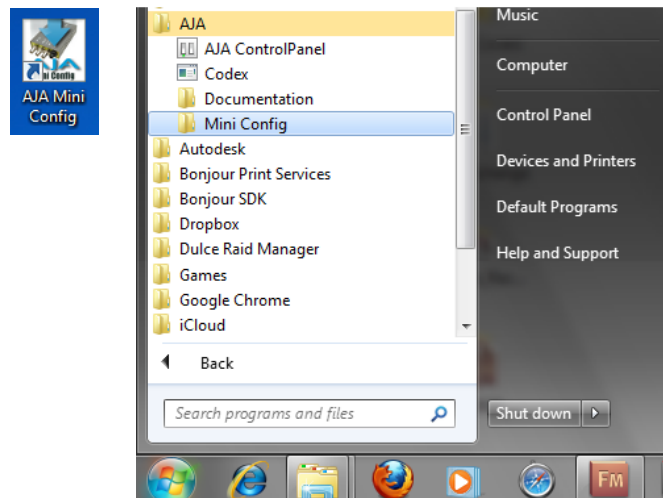 ni Config
AJA Mini
Config
AJA
AJA ControlPanel
Codex
Documentation
Mini Config
Autodesk
Bonjour Print Services
Bonjour SDK
Dropbox
Dulce Raid Manager
Games
Google Chrome
iCloud
Back
Search programs and files
Music
Computer
Control Panel
Devices and Printers
Default Programs
Help and Support
Shut down
FM